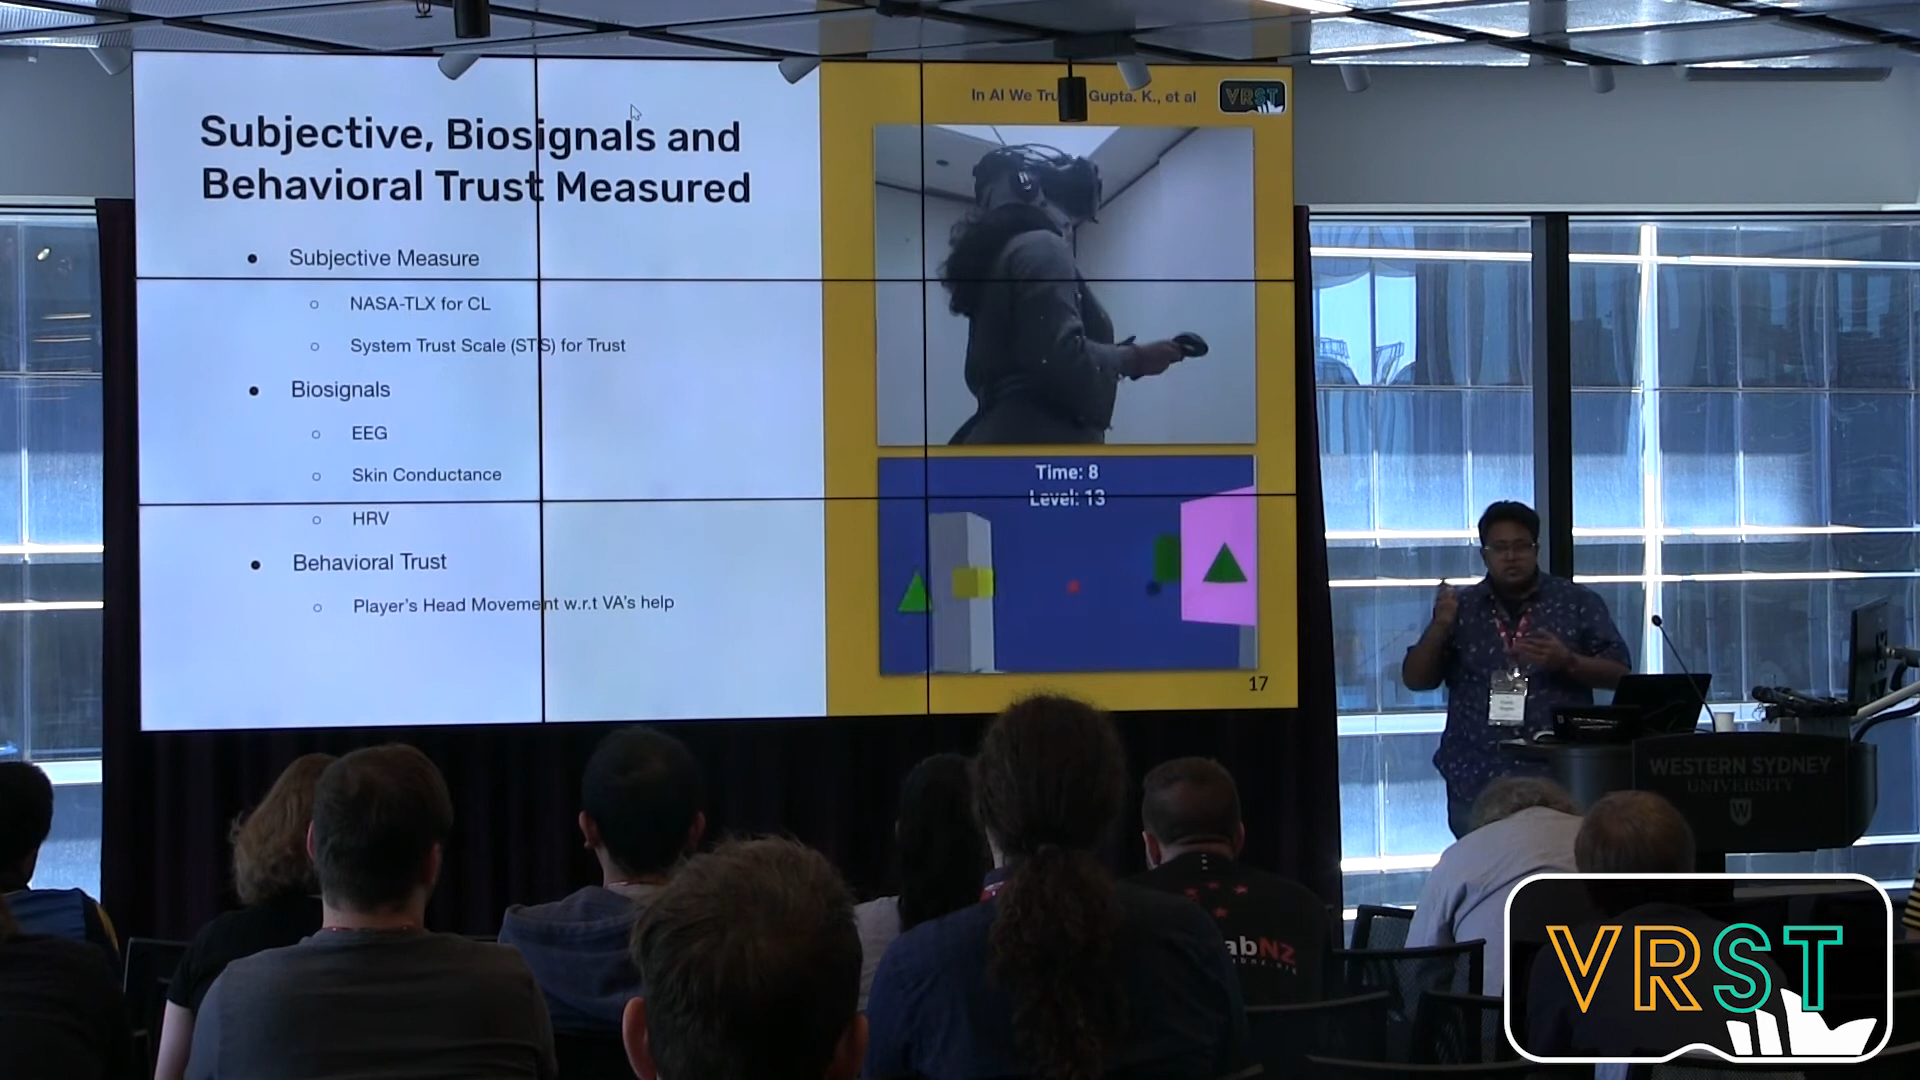 Subjective, Biosignals and
Behavioral Trust Measured
Subjective Measure
NASA-TLX for CL
System Trust Scale (STS) for Trust
Biosignals
EEG
Skin Conductance
HRV
Behavioral Trust
Player's Head Movement w.r.t VA's help
In AI We Gupta. K., et al
VRST
Time: 8
Level: 13
17
WESTERN SYDNEY
UNIVERSITY
W
abNZ
VRST